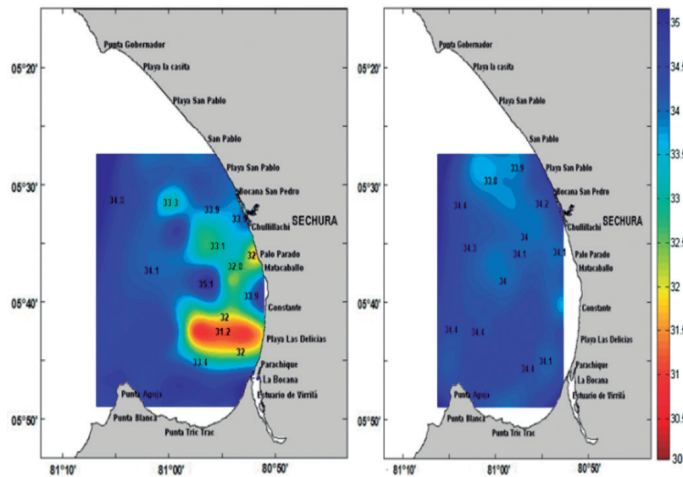 Punta Gobernador
Playa la casita
Playa San Pablo
San Pablo
Playa San Pablo
Bocana San Pedro
SECHURA
Chullillachi
Palo Parado
Matacaballo
Constante
Playa Las Delicias
Parachique
La Bocana
Estuario de Virrilá
Punta Aguja
Punta Blanca
Punta Tric Trac
33.3
33.9
33.1
32
32.8
34.1
35.1
33.9
32
31.2
32
33.4
05°20'
05°30'
05°40'
05°50'
81°10'
81°00'
80°50'
Punta Gobernador
Playa la casita
Playa San Pablo
San Pablo
Playa San Pablo
Bocana San Pedro
SECHURA
Chullillachi
Palo Parado
Matacaballo
Constante
Playa Las Delicias
Parachique
La Bocana
Estuario de Virrilá
Punta Aguja
Punta Blanca
Punta Tric Trac
33.9
33.8
34.4
34.2
34
34.3
34.1
34.1
34
34.4
34.4
34.1
34.4
05°20'
05°30'
05°40'
05°50'
81°10'
81°00'
80°50'
35
34.5
34
33.5
33
32.5
32
31.5
31
30.5
30